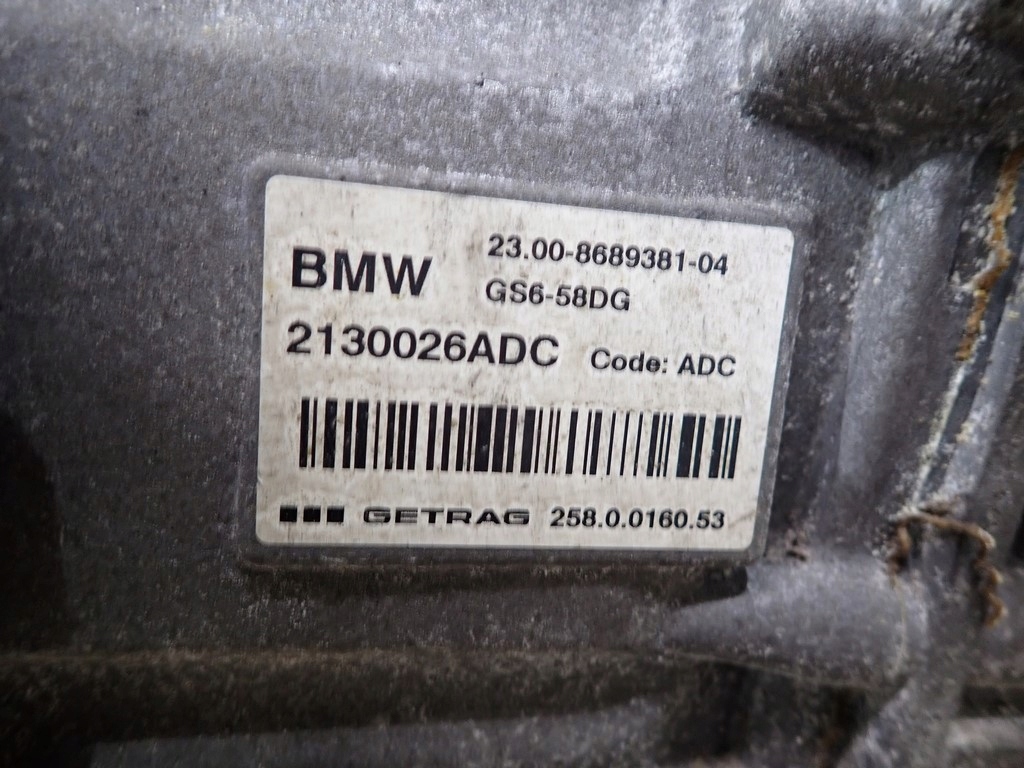 BMW 23.00-8689381-04
GS6-58DG
2130026ADC Code: ADC
GETRAG 258.0.0160.53